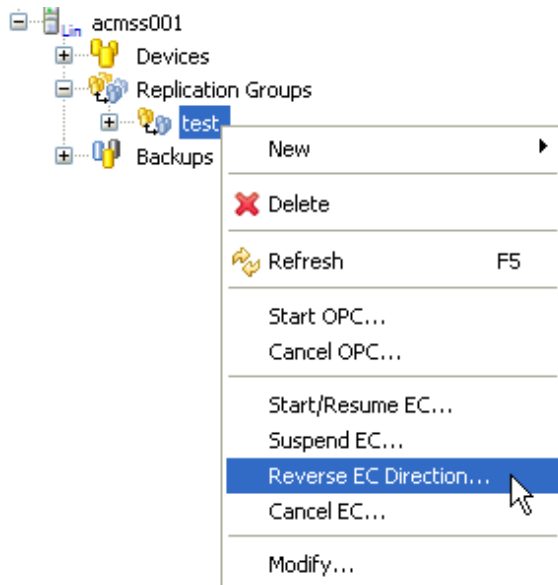 acmss001
Lin
Devices
Replication Groups
test
Backups
New
Delete
Refresh F5
Start OPC...
Cancel OPC...
Start/Resume EC...
Suspend EC...
Reverse EC Direction...
Cancel EC...
Modify...